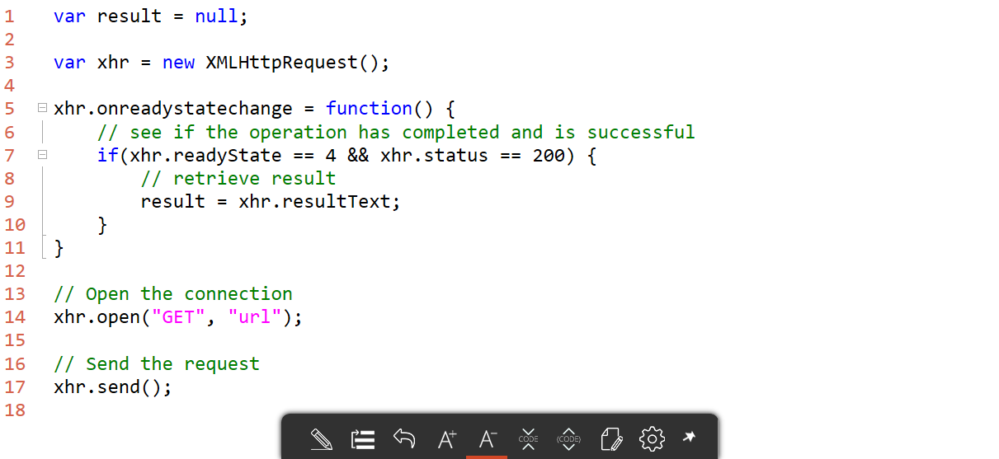 1 var result = null;
2
3 var xhr = new XMLHttpRequest();
4
5 xhr.onreadystatechange = function() {
6 // see if the operation has completed and is successful
7 if(xhr.readyState == 4 && xhr.status == 200) {
8 // retrieve result
9 result = xhr.resultText;
10 }
11 }
12
13 // Open the connection
14 xhr.open("GET", "url");
15
16 // Send the request
17 xhr.send();
18
A+ A- CODE (CODE)